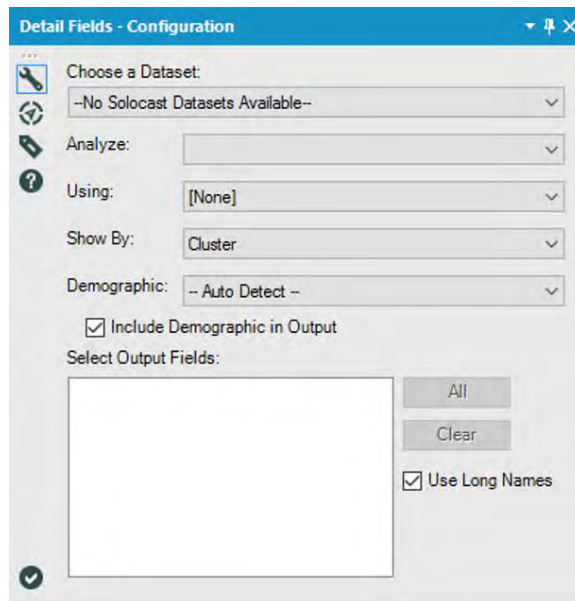 Detail Fields - Configuration
Choose a Dataset:
--No Solocast Datasets Available--
Analyze:
Using: [None]
Show By: Cluster
Demographic: -- Auto Detect --
Include Demographic in Output
Select Output Fields:
All
Clear
Use Long Names